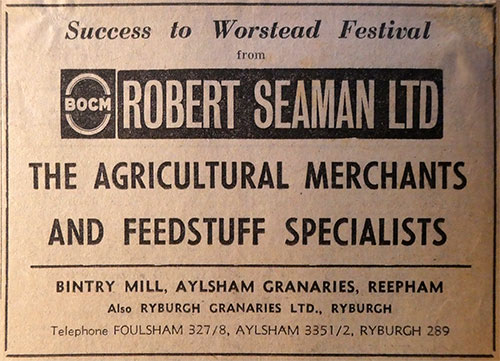 Success to Worstead Festival
from
BOCM ROBERT SEAMAN LTD
THE AGRICULTURAL MERCHANTS
AND FEEDSTUFF SPECIALISTS
BINTRY MILL, AYLSHAM GRANARIES, REEPHAM
Also RYBURGH GRANARIES LTD., RYBURGH
Telephone FOULSHAM 327/8, AYLSHAM 3351/2, RYBURGH 289